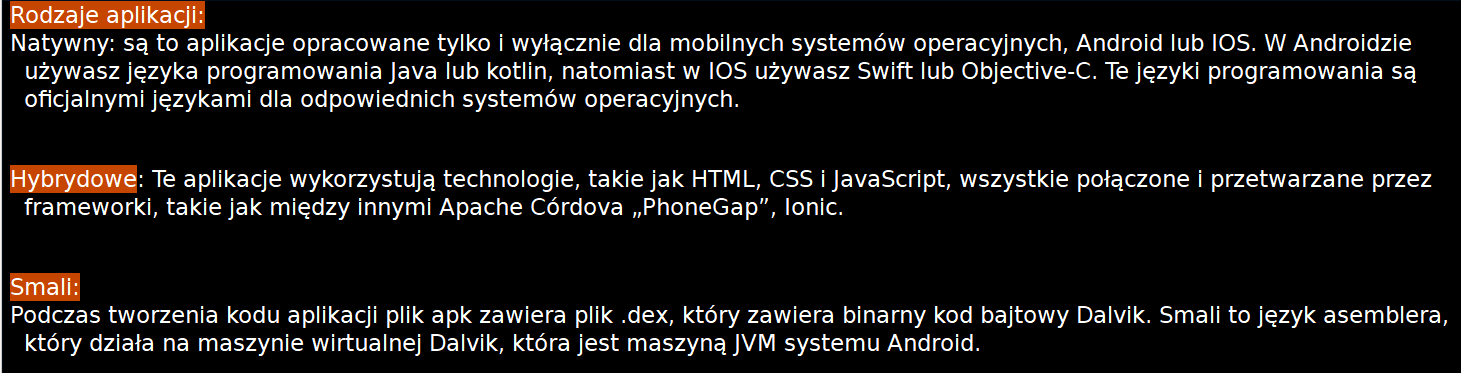 Rodzaje aplikacji:
Natywny: są to aplikacje opracowane tylko i wyłącznie dla mobilnych systemów operacyjnych, Android lub IOS. W Androidzie
używasz języka programowania Java lub kotlin, natomiast w IOS używasz Swift lub Objective-C. Te języki programowania są
oficjalnymi językami dla odpowiednich systemów operacyjnych.
Hybrydowe: Te aplikacje wykorzystują technologie, takie jak HTML, CSS i JavaScript, wszystkie połączone i przetwarzane przez
frameworki, takie jak między innymi Apache Córdova „PhoneGap”, Ionic.
Smali:
Podczas tworzenia kodu aplikacji plik apk zawiera plik .dex, który zawiera binarny kod bajtowy Dalvik. Smali to język asemblera,
który działa na maszynie wirtualnej Dalvik, która jest maszyną JVM systemu Android.